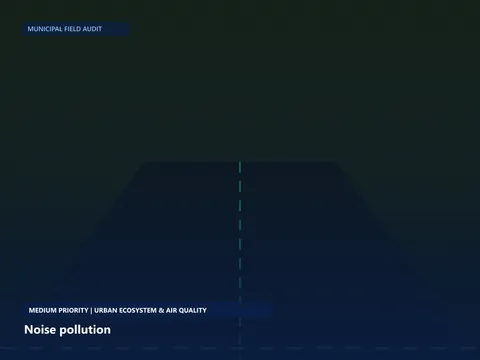 MUNICIPAL FIELD AUDIT
MEDIUM PRIORITY | URBAN ECOSYSTEM & AIR QUALITY
Noise pollution